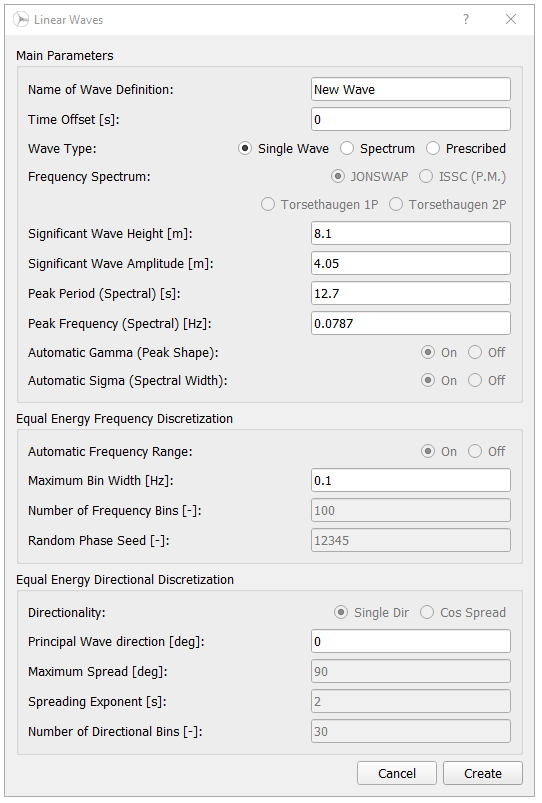 Linear Waves
Main Parameters
Name of Wave Definition: New Wave
Time Offset [s]: 0
Wave Type: Single Wave Spectrum Prescribed
Frequency Spectrum: JONSWAP ISSC (P.M.)
Torsethaugen 1P Torsethaugen 2P
Significant Wave Height [m]: 8.1
Significant Wave Amplitude [m]: 4.05
Peak Period (Spectral) [s]: 12.7
Peak Frequency (Spectral) [Hz]: 0.0787
Automatic Gamma (Peak Shape): On Off
Automatic Sigma (Spectral Width): On Off
Equal Energy Frequency Discretization
Automatic Frequency Range: On Off
Maximum Bin Width [Hz]: 0.1
Number of Frequency Bins [-]: 100
Random Phase Seed [-]: 12345
Equal Energy Directional Discretization
Directionality: Single Dir Cos Spread
Principal Wave direction [deg]: 0
Maximum Spread [deg]: 90
Spreading Exponent [s]: 2
Number of Directional Bins [-]: 30
Cancel Create